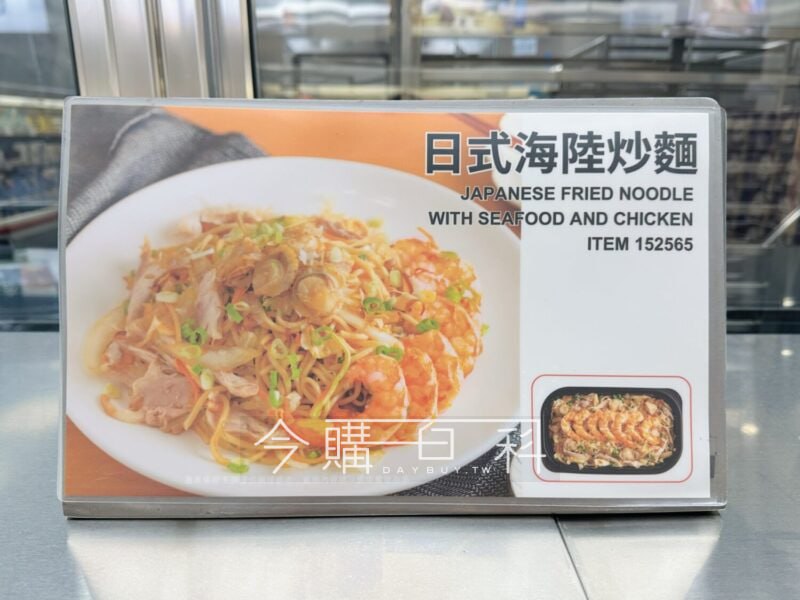 日式海陸炒麵
JAPANESE FRIED NOODLE
WITH SEAFOOD AND CHICKEN
ITEM 152565
今購百科
DAYBUY.TW